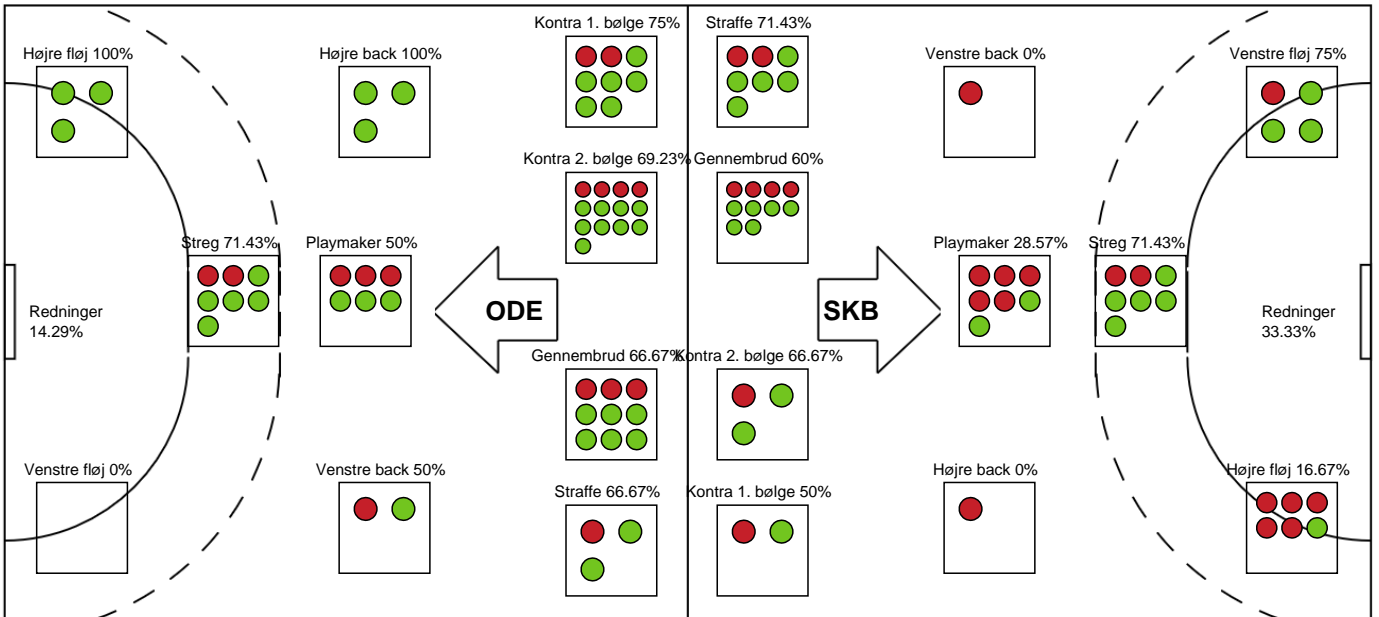 Kontra 1. bølge 75%
Straffe 71.43%
Højre fløj 100%
Højre back 100%
Venstre back 0%
Venstre fløj 75%
Kontra 2. bølge 69.23%
Gennembrud 60%
Streg 71.43%
Playmaker 50%
Playmaker 28.57%
Streg 71.43%
Redninger
14.29%
ODE
SKB
Redninger
33.33%
Gennembrud 66.67%
Kontra 2. bølge 66.67%
Venstre fløj 0%
Venstre back 50%
Højre back 0%
Højre fløj 16.67%
Straffe 66.67%
Kontra 1. bølge 50%